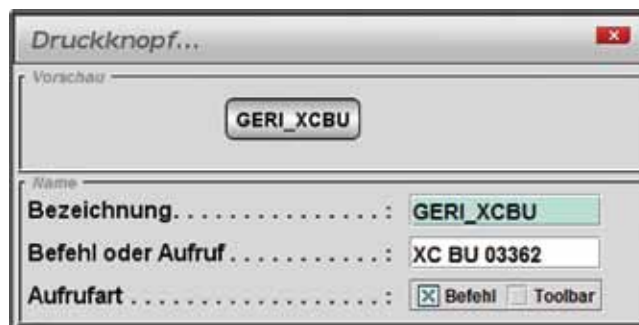 Druckknopf...
Vorschau
GERI_XCBU
Name
Bezeichnung. . . . . . . . . . . . . . . . : GERI_XCBU
Befehl oder Aufruf . . . . . . . . . . . : XC BU 03362
Aufrufart . . . . . . . . . . . . . . . . . . . : Befehl Toolbar